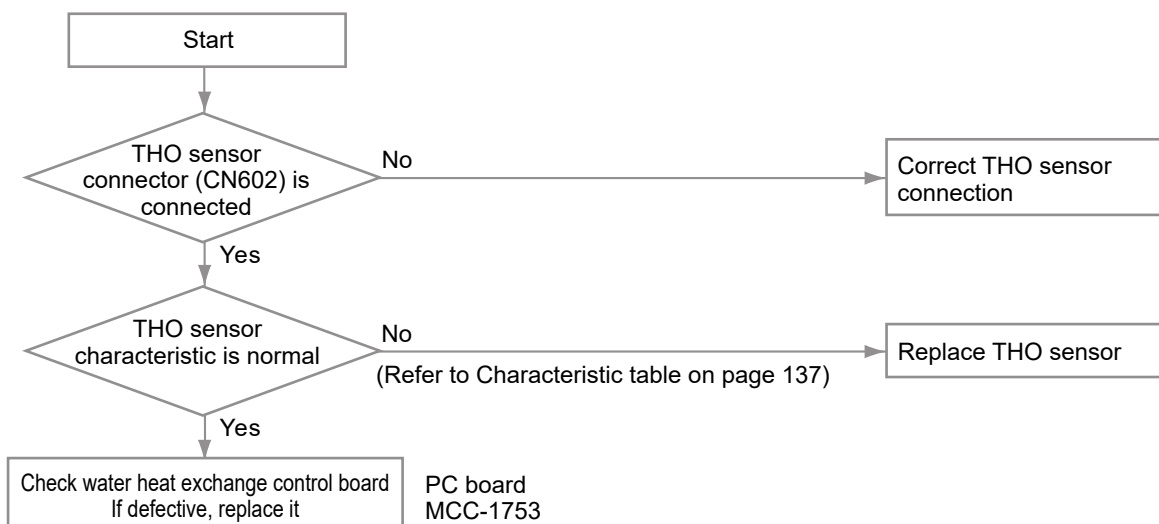 Start
THO sensor
connector (CN602) is
connected
No
Correct THO sensor
connection
Yes
THO sensor
characteristic is normal
No
(Refer to Characteristic table on page 137)
Replace THO sensor
Yes
Check water heat exchange control board
If defective, replace it
PC board
MCC-1753